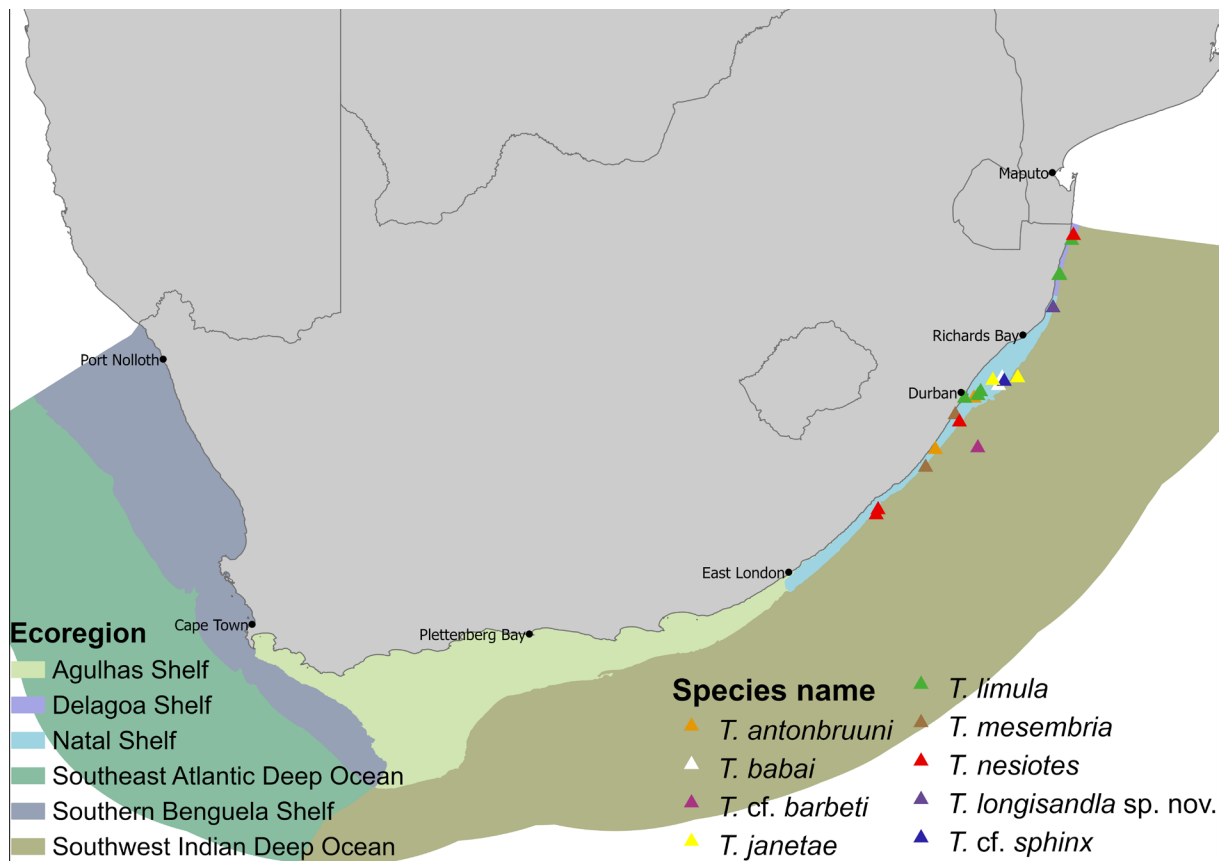 Maputo
Richards Bay
Port Nolloth
Durban
East London
Cape Town
Plettenberg Bay
Ecoregion
Agulhas Shelf
Delagoa Shelf
Natal Shelf
Southeast Atlantic Deep Ocean
Southern Benguela Shelf
Southwest Indian Deep Ocean
Species name
T. antonbruuni
T. babai
T. cf. barbeti
T. janetae
T. limula
T. mesembria
T. nesiotes
T. longisandla sp. nov.
T. cf. sphinx